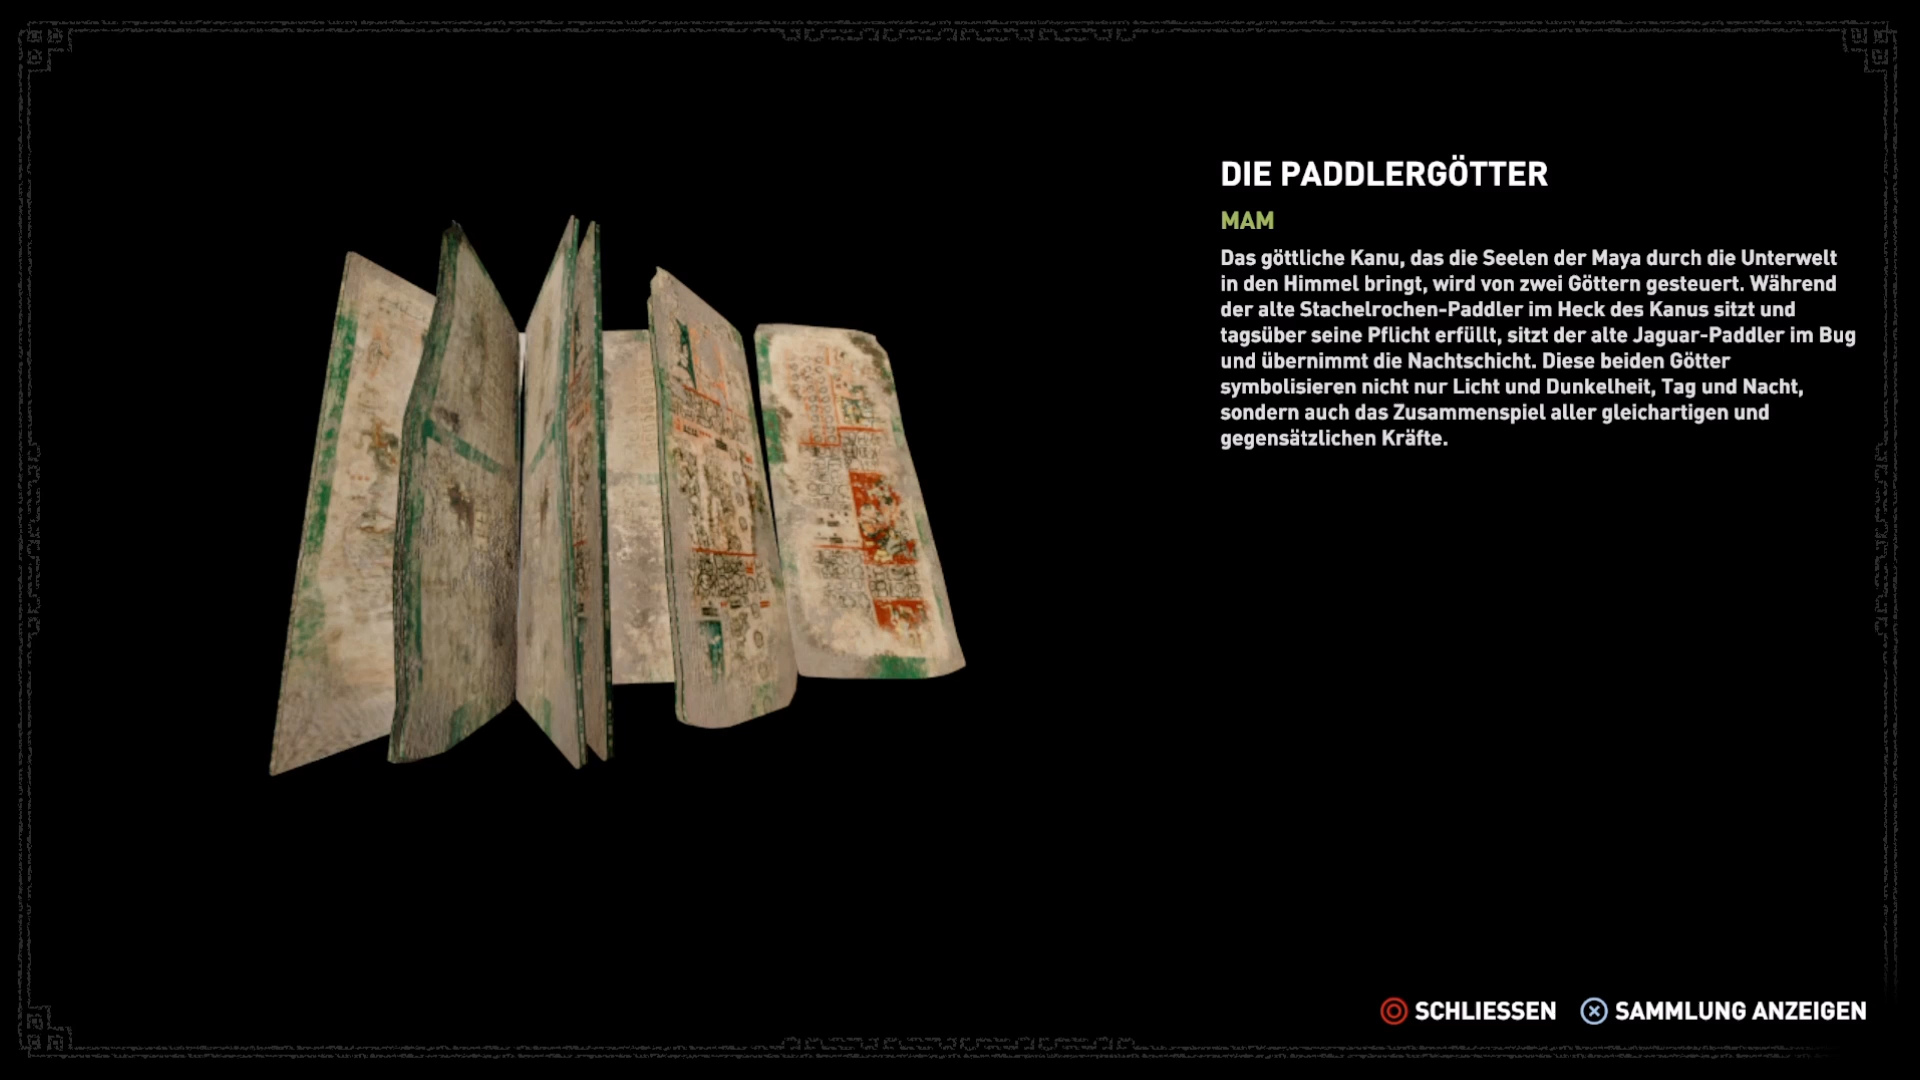 DIE PADDLERGÖTTER
MAM
Das göttliche Kanu, das die Seelen der Maya durch die Unterwelt
in den Himmel bringt, wird von zwei Göttern gesteuert. Während
der alte Stachelrochen-Paddler im Heck des Kanus sitzt und
tagsüber seine Pflicht erfüllt, sitzt der alte Jaguar-Paddler im Bug
und übernimmt die Nachtschicht. Diese beiden Götter
symbolisieren nicht nur Licht und Dunkelheit, Tag und Nacht,
sondern auch das Zusammenspiel aller gleichartigen und
gegensätzlichen Kräfte.
SCHLIESSEN SAMMLUNG ANZEIGEN